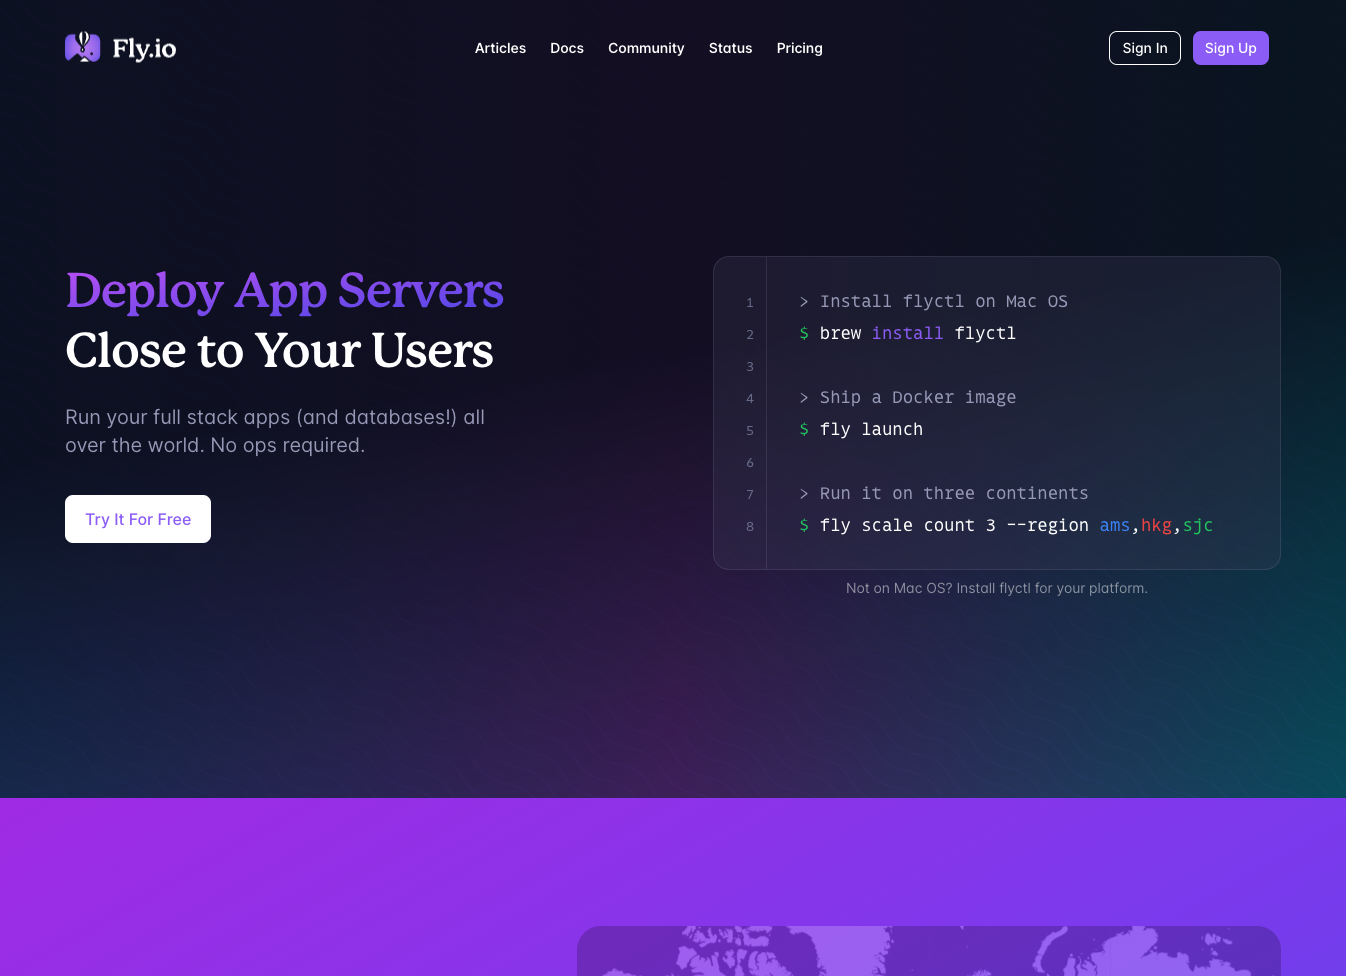 Fly.io
Articles Docs Community Status Pricing
Sign In Sign Up
Deploy App Servers
Close to Your Users
Run your full stack apps (and databases!) all
over the world. No ops required.
Try It For Free
1 > Install flyctl on Mac OS
2 $ brew install flyctl
3
4 > Ship a Docker image
5 $ fly launch
6
7 > Run it on three continents
8 $ fly scale count 3 --region ams,hkg,sjc
Not on Mac OS? Install flyctl for your platform.